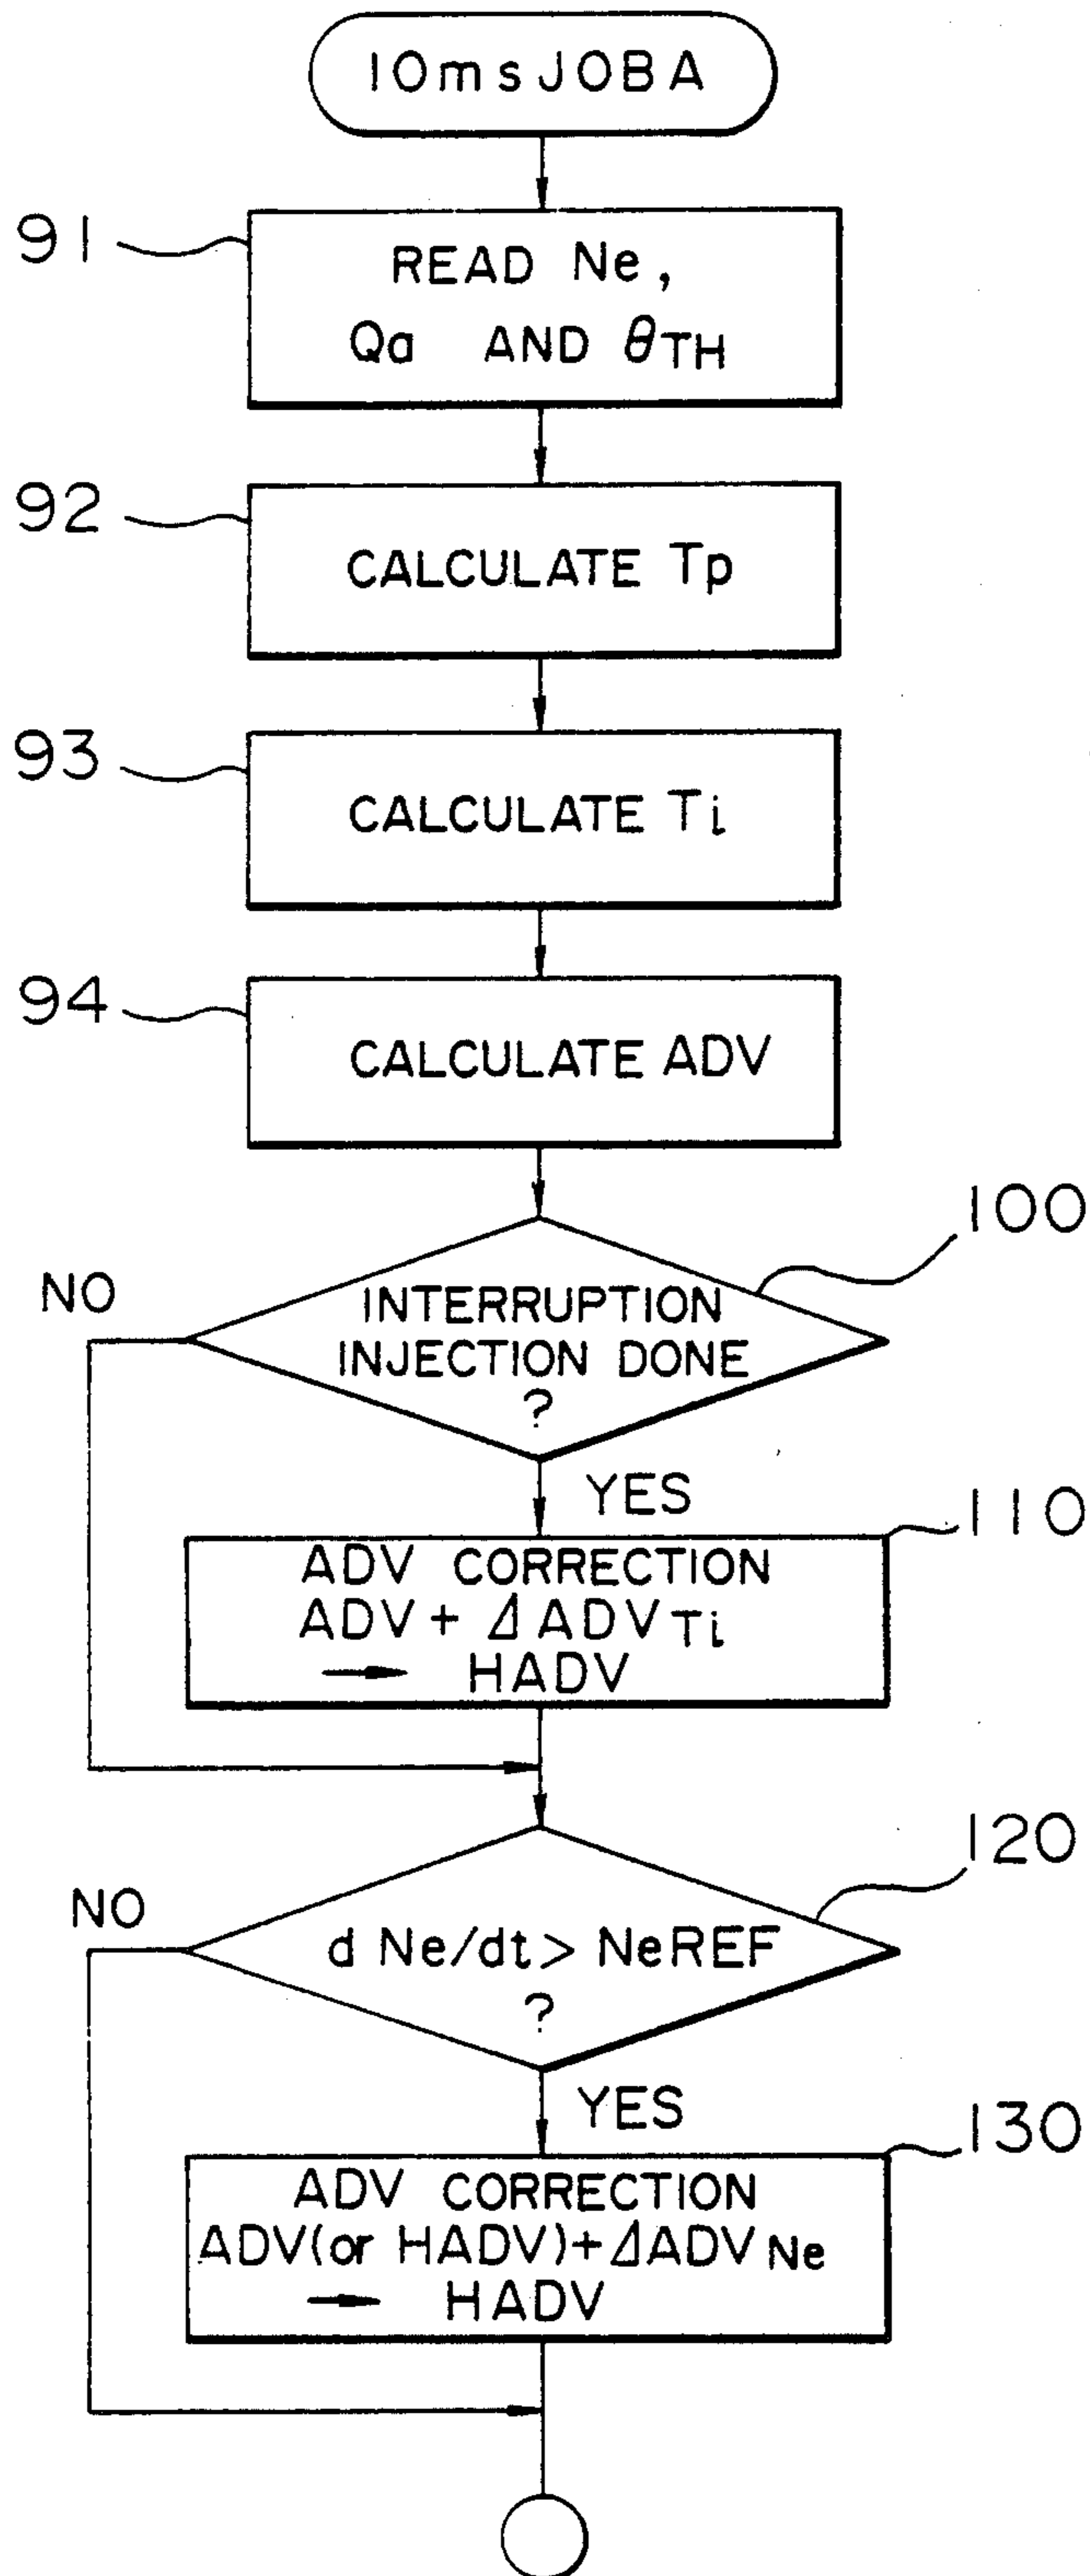 10msJOBA
91
READ Ne,
Qa AND θTH
92
CALCULATE Tp
93
CALCULATE Ti
94
CALCULATE ADV
100
NO
INTERRUPTION
INJECTION DONE
?
YES
110
ADV CORRECTION
ADV + ΔADVTi
→ HADV
120
NO
dNe/dt > NeREF
?
YES
130
ADV CORRECTION
ADV(or HADV)+ΔADVNe
→ HADV